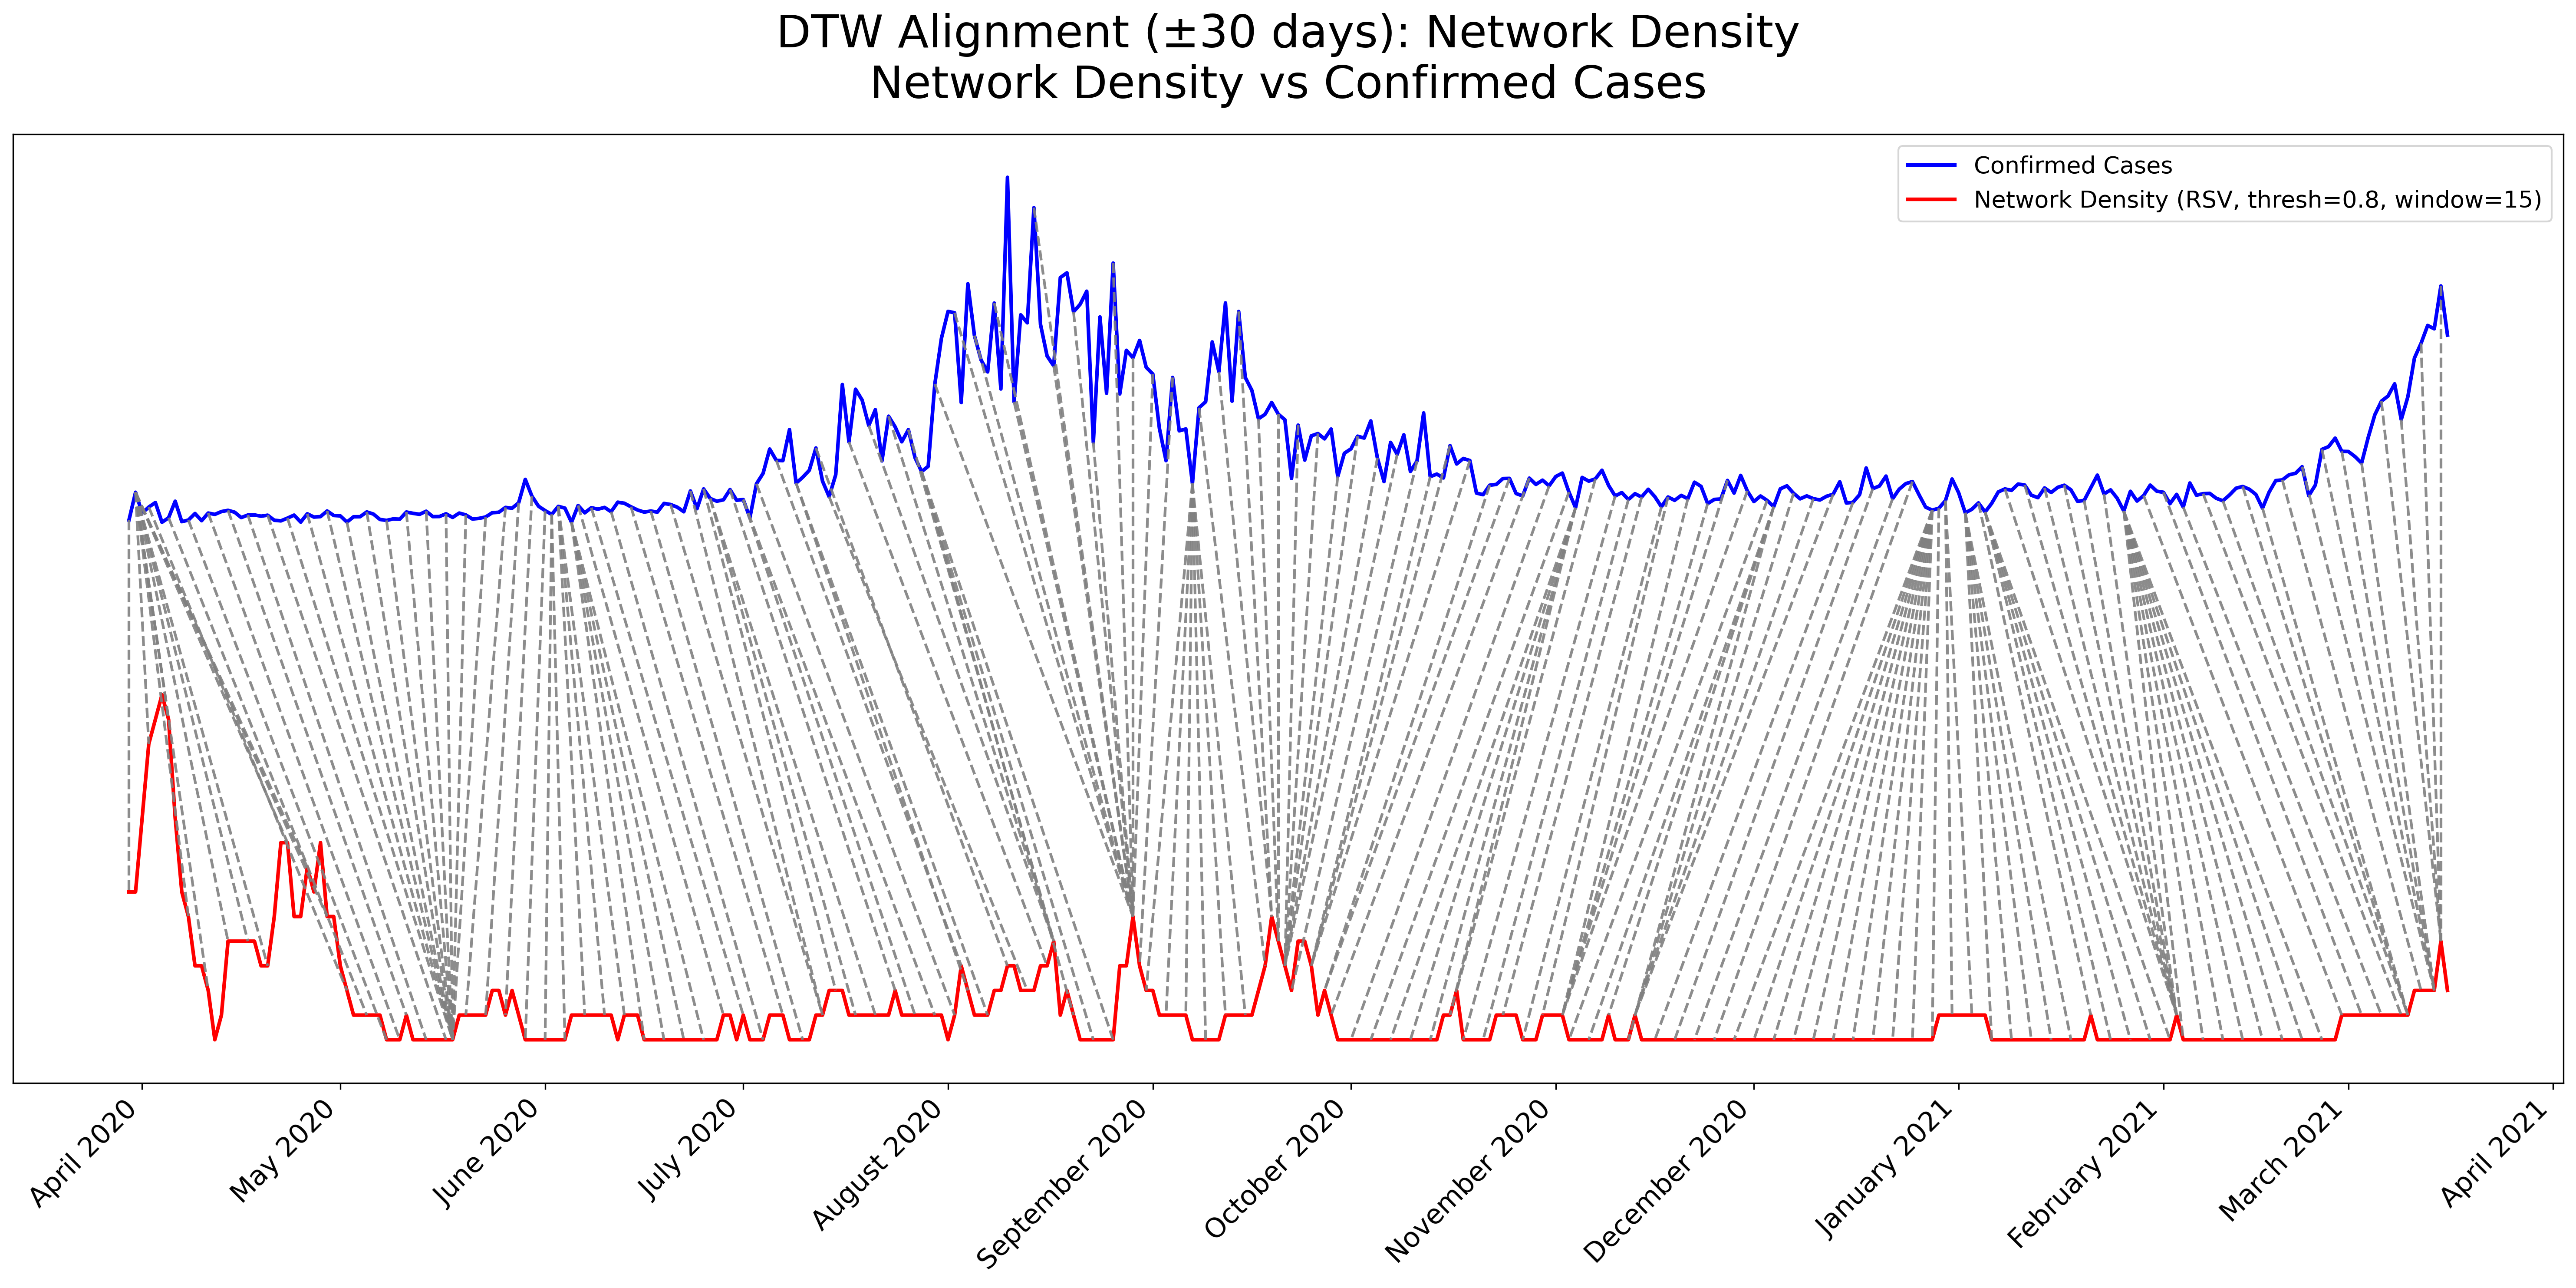 DTW Alignment (±30 days): Network Density
Network Density vs Confirmed Cases
Confirmed Cases
Network Density (RSV, thresh=0.8, window=15)
April 2020
May 2020
June 2020
July 2020
August 2020
September 2020
October 2020
November 2020
December 2020
January 2021
February 2021
March 2021
April 2021